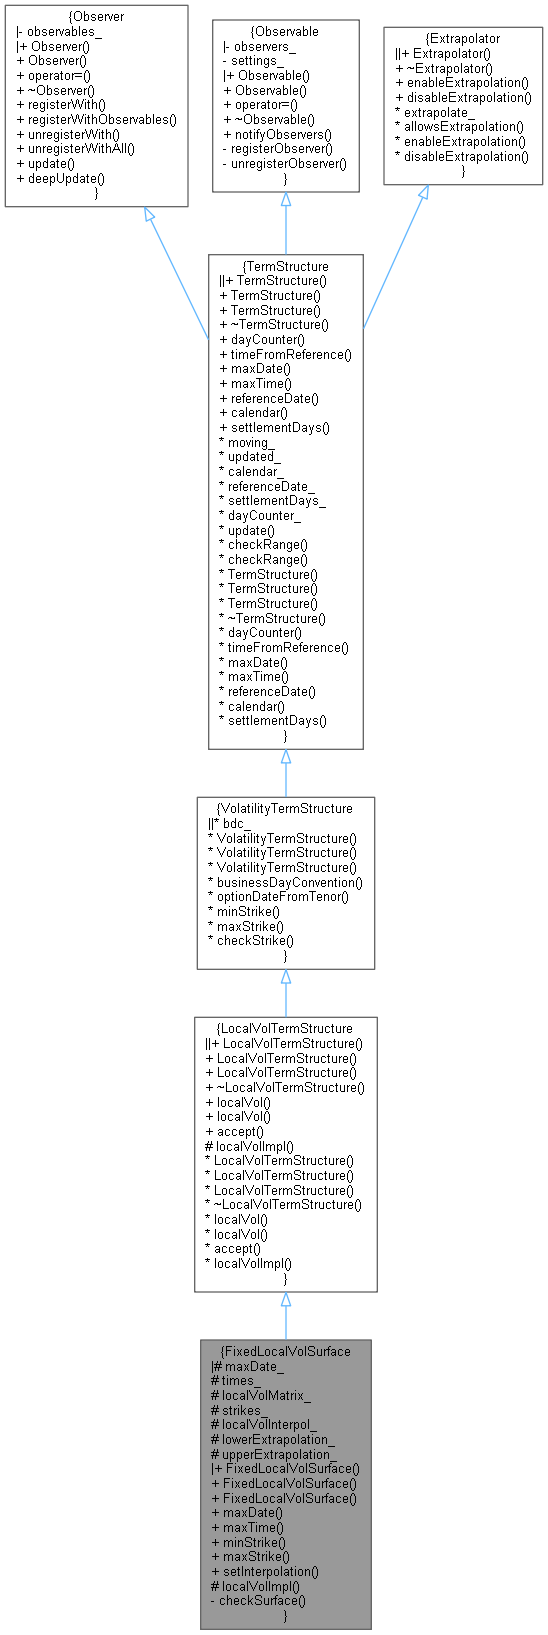 {Observer
|- observables_
|+ Observer()
+ Observer()
+ operator=()
+ ~Observer()
+ registerWith()
+ registerWithObservables()
+ unregisterWith()
+ unregisterWithAll()
+ update()
+ deepUpdate()
}
{Observable
|- observers_
- settings_
|+ Observable()
+ Observable()
+ operator=()
+ ~Observable()
+ notifyObservers()
- registerObserver()
- unregisterObserver()
}
{Extrapolator
||+ Extrapolator()
+ ~Extrapolator()
+ enableExtrapolation()
+ disableExtrapolation()
* extrapolate_
* allowsExtrapolation()
* enableExtrapolation()
* disableExtrapolation()
}
{TermStructure
||+ TermStructure()
+ TermStructure()
+ TermStructure()
+ ~TermStructure()
+ dayCounter()
+ timeFromReference()
+ maxDate()
+ maxTime()
+ referenceDate()
+ calendar()
+ settlementDays()
* moving_
* updated_
* calendar_
* referenceDate_
* settlementDays_
* dayCounter_
* update()
* checkRange()
* checkRange()
* TermStructure()
* TermStructure()
* TermStructure()
* ~TermStructure()
* dayCounter()
* timeFromReference()
* maxDate()
* maxTime()
* referenceDate()
* calendar()
* settlementDays()
}
{VolatilityTermStructure
||* bdc_
* VolatilityTermStructure()
* VolatilityTermStructure()
* VolatilityTermStructure()
* businessDayConvention()
* optionDateFromTenor()
* minStrike()
* maxStrike()
* checkStrike()
}
{LocalVolTermStructure
||+ LocalVolTermStructure()
+ LocalVolTermStructure()
+ LocalVolTermStructure()
+ ~LocalVolTermStructure()
+ localVol()
+ localVol()
+ accept()
# localVolImpl()
* LocalVolTermStructure()
* LocalVolTermStructure()
* LocalVolTermStructure()
* ~LocalVolTermStructure()
* localVol()
* localVol()
* accept()
* localVolImpl()
}
{FixedLocalVolSurface
|# maxDate_
# times_
# localVolMatrix_
# strikes_
# localVolInterpol_
# lowerExtrapolation_
# upperExtrapolation_
|+ FixedLocalVolSurface()
+ FixedLocalVolSurface()
+ FixedLocalVolSurface()
+ maxDate()
+ maxTime()
+ minStrike()
+ maxStrike()
+ setInterpolation()
# localVolImpl()
- checkSurface()
}